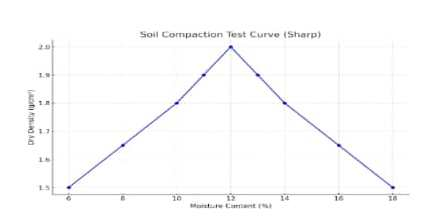 Soil Compaction Test Curve (Sharp)
Dry Density (g/cm³)
2.0
1.9
1.8
1.7
1.6
1.5
6 8 10 12 14 16 18
Moisture Content (%)